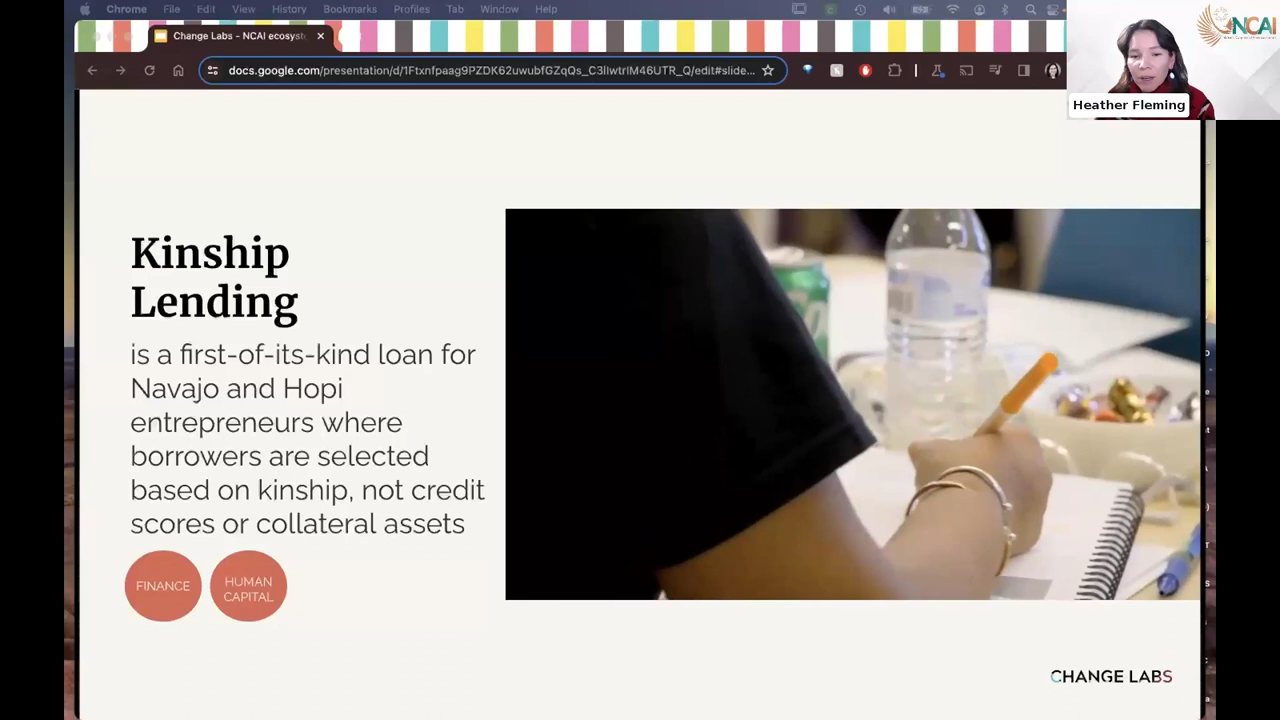 Chrome File Edit View History Bookmarks Profiles Tab Window Help
Change Labs - NCAI ecosyst
docs.google.com/presentation/d/1Ftxnfpaag9PZDK62uwubfGZqQs_C3lIwtrIM46UTR_Q/edit#slide...
NCAI
Heather Fleming
Kinship
Lending
is a first-of-its-kind loan for
Navajo and Hopi
entrepreneurs where
borrowers are selected
based on kinship, not credit
scores or collateral assets
FINANCE
HUMAN
CAPITAL
CHANGE LABS